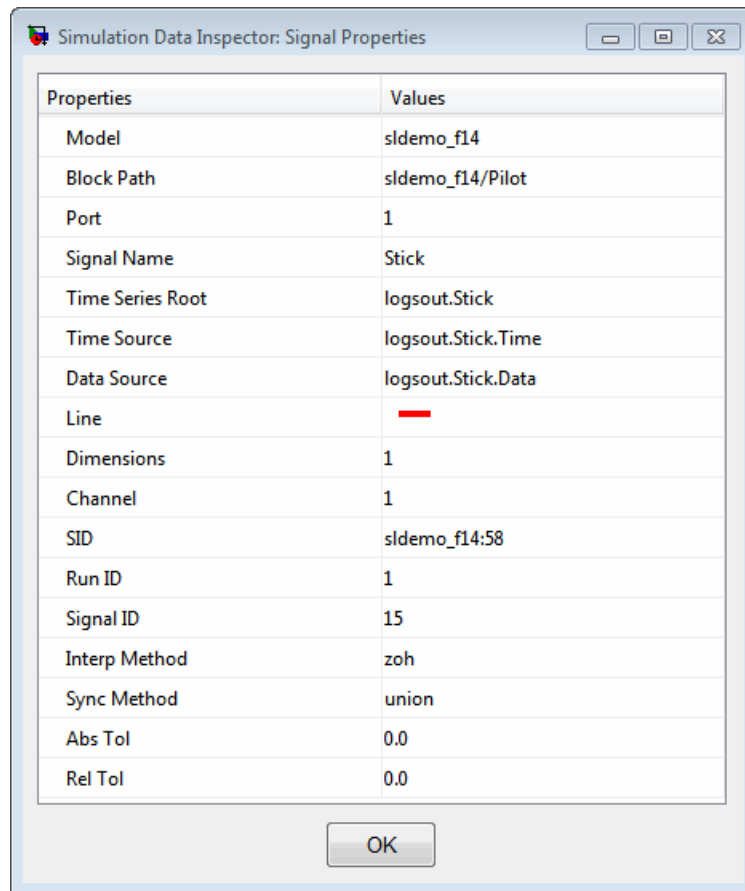 Simulation Data Inspector: Signal Properties
Properties Values
Model sldemo_f14
Block Path sldemo_f14/Pilot
Port 1
Signal Name Stick
Time Series Root logsout.Stick
Time Source logsout.Stick.Time
Data Source logsout.Stick.Data
Line
Dimensions 1
Channel 1
SID sldemo_f14:58
Run ID 1
Signal ID 15
Interp Method zoh
Sync Method union
Abs Tol 0.0
Rel Tol 0.0
OK